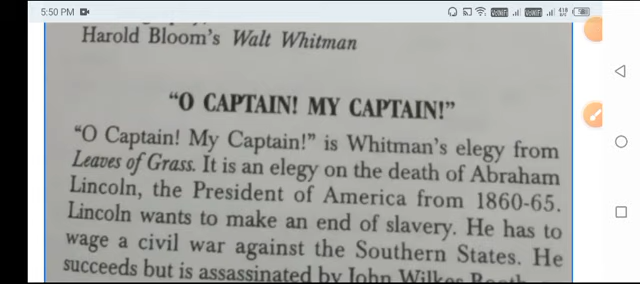 5:50 PM
Harold Bloom's Walt Whitman
"O CAPTAIN! MY CAPTAIN!"
"O Captain! My Captain!" is Whitman's elegy from
Leaves of Grass. It is an elegy on the death of Abraham
Lincoln, the President of America from 1860-65.
Lincoln wants to make an end of slavery. He has to
wage a civil war against the Southern States. He
succeeds but is assassinated by John Wilkes Booth